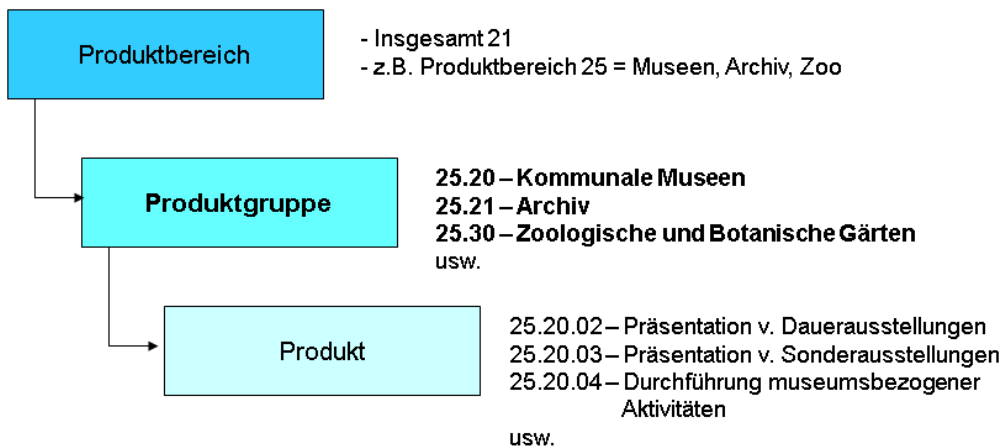 Produktbereich
- Insgesamt 21
- z.B. Produktbereich 25 = Museen, Archiv, Zoo
Produktgruppe
25.20 – Kommunale Museen
25.21 – Archiv
25.30 – Zoologische und Botanische Gärten
usw.
Produkt
25.20.02 – Präsentation v. Dauerausstellungen
25.20.03 – Präsentation v. Sonderausstellungen
25.20.04 – Durchführung museumsbezogener
Aktivitäten
usw.